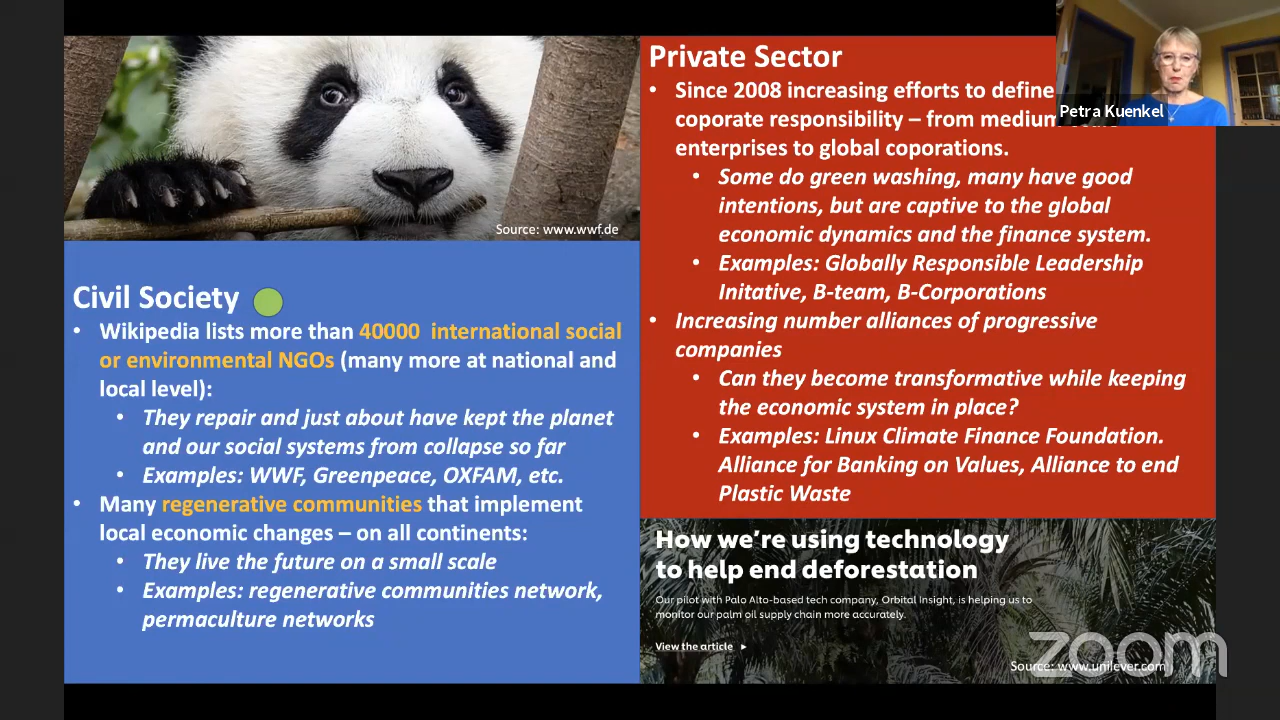 Source: www.wwf.de
Civil Society
• Wikipedia lists more than 40000 international social
or environmental NGOs (many more at national and
local level):
• They repair and just about have kept the planet
and our social systems from collapse so far
• Examples: WWF, Greenpeace, OXFAM, etc.
• Many regenerative communities that implement
local economic changes – on all continents:
• They live the future on a small scale
• Examples: regenerative communities network,
permaculture networks
Private Sector
• Since 2008 increasing efforts to define
coporate responsibility – from medium
enterprises to global coporations.
• Some do green washing, many have good
intentions, but are captive to the global
economic dynamics and the finance system.
• Examples: Globally Responsible Leadership
Initative, B-team, B-Corporations
• Increasing number alliances of progressive
companies
• Can they become transformative while keeping
the economic system in place?
• Examples: Linux Climate Finance Foundation.
Alliance for Banking on Values, Alliance to end
Plastic Waste
How we're using technology
to help end deforestation
Our pilot with Palo Alto-based tech company, Orbital Insight, is helping us to
monitor our palm oil supply chain more accurately.
View the article
Source: www.unilever.com
Petra Kuenkel
zoom